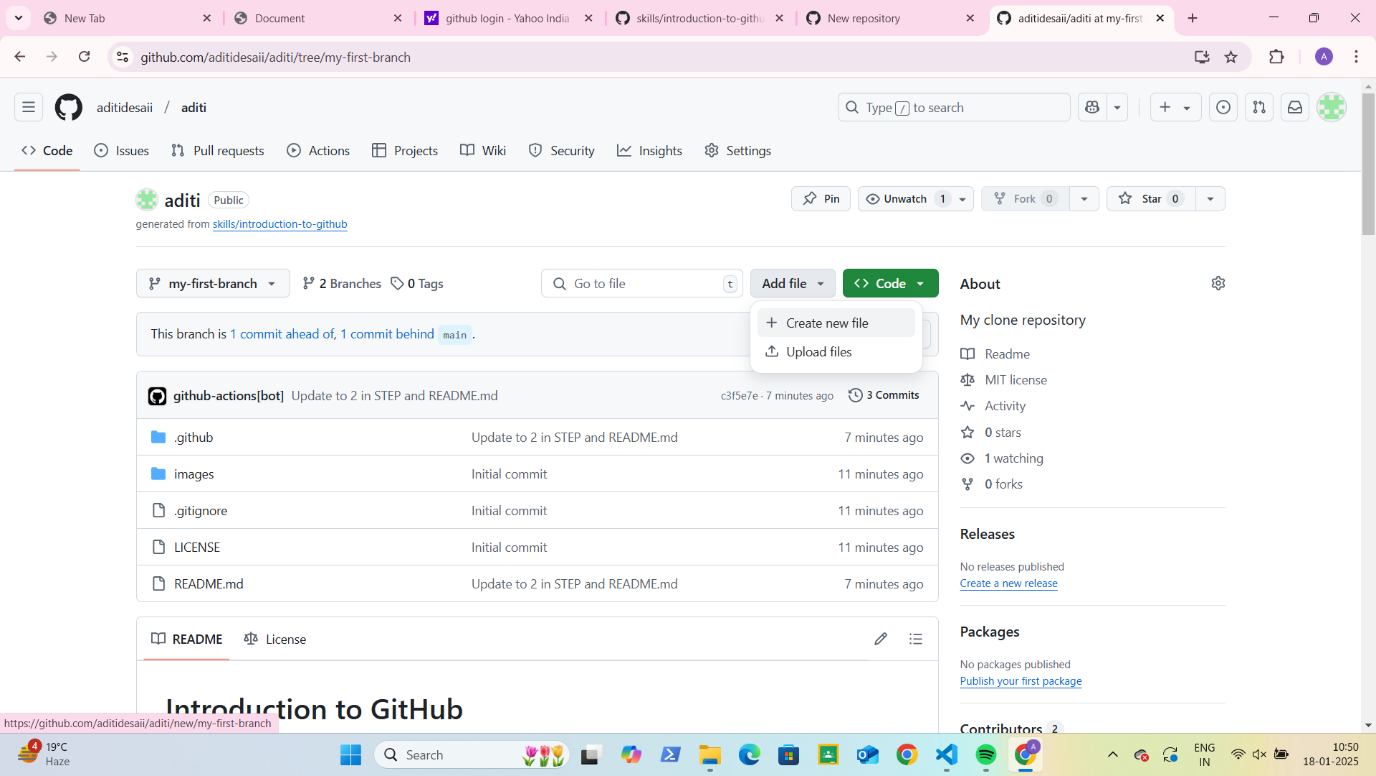 New Tab
Document
github login - Yahoo India
skills/introduction-to-githu
New repository
aditidesaii/aditi at my-first
github.com/aditidesaii/aditi/tree/my-first-branch
A
aditidesaii / aditi
Type / to search
Code
Issues
Pull requests
Actions
Projects
Wiki
Security
Insights
Settings
aditi Public
generated from skills/introduction-to-github
Pin
Unwatch 1
Fork 0
Star 0
my-first-branch
2 Branches
0 Tags
Go to file t
Add file
Code
Create new file
Upload files
This branch is 1 commit ahead of, 1 commit behind main .
github-actions[bot] Update to 2 in STEP and README.md c3f5e7e · 7 minutes ago 3 Commits
.github Update to 2 in STEP and README.md 7 minutes ago
images Initial commit 11 minutes ago
.gitignore Initial commit 11 minutes ago
LICENSE Initial commit 11 minutes ago
README.md Update to 2 in STEP and README.md 7 minutes ago
README
License
Introduction to GitHub
About
My clone repository
Readme
MIT license
Activity
0 stars
1 watching
0 forks
Releases
No releases published
Create a new release
Packages
No packages published
Publish your first package
Contributors 2
https://github.com/aditidesaii/aditi/new/my-first-branch
4
19°C
Haze
Search
A
ENG
IN
10:50
18-01-2025